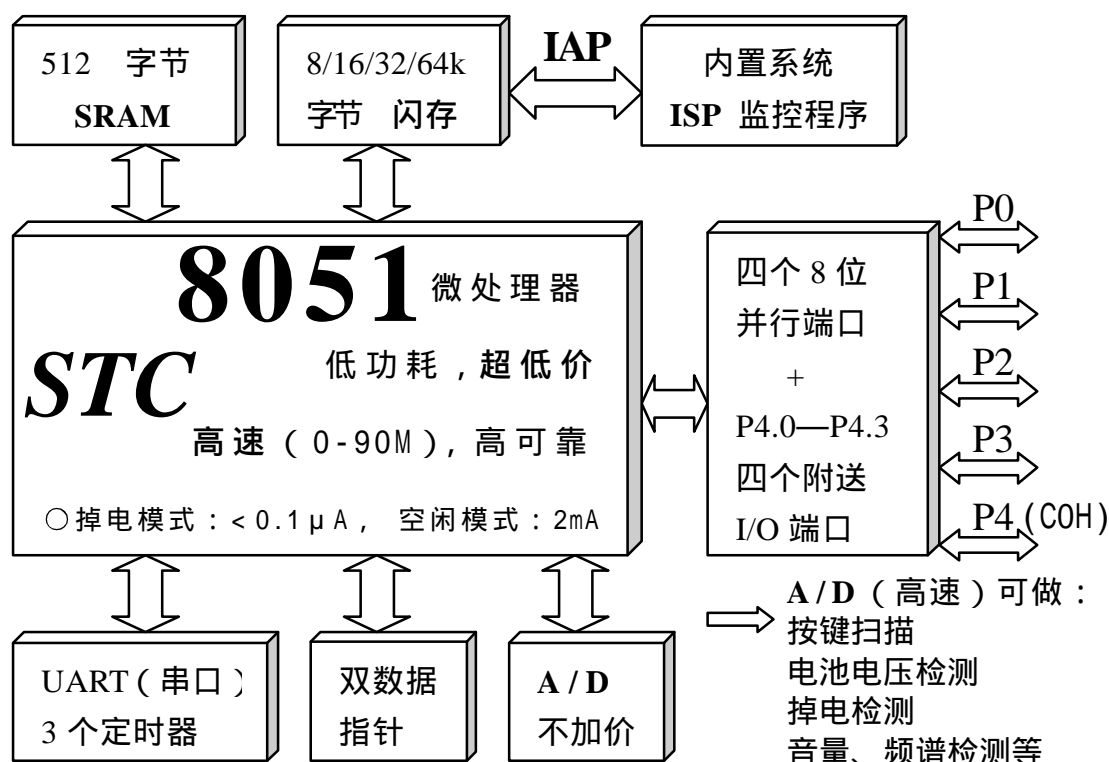 512 字节
SRAM
8/16/32/64k
字节 闪存
IAP
内置系统
ISP 监控程序
8051 微处理器
STC 低功耗，超低价
高速（0-90M），高可靠
○掉电模式：<0.1μA， 空闲模式：2mA
四个 8 位
并行端口
+
P4.0—P4.3
四个附送
I/O 端口
P0
P1
P2
P3
P4(C0H)
UART（串口）
3 个定时器
双数据
指针
A/D
不加价
A/D（高速）可做：
按键扫描
电池电压检测
掉电检测
音量、频谱检测等